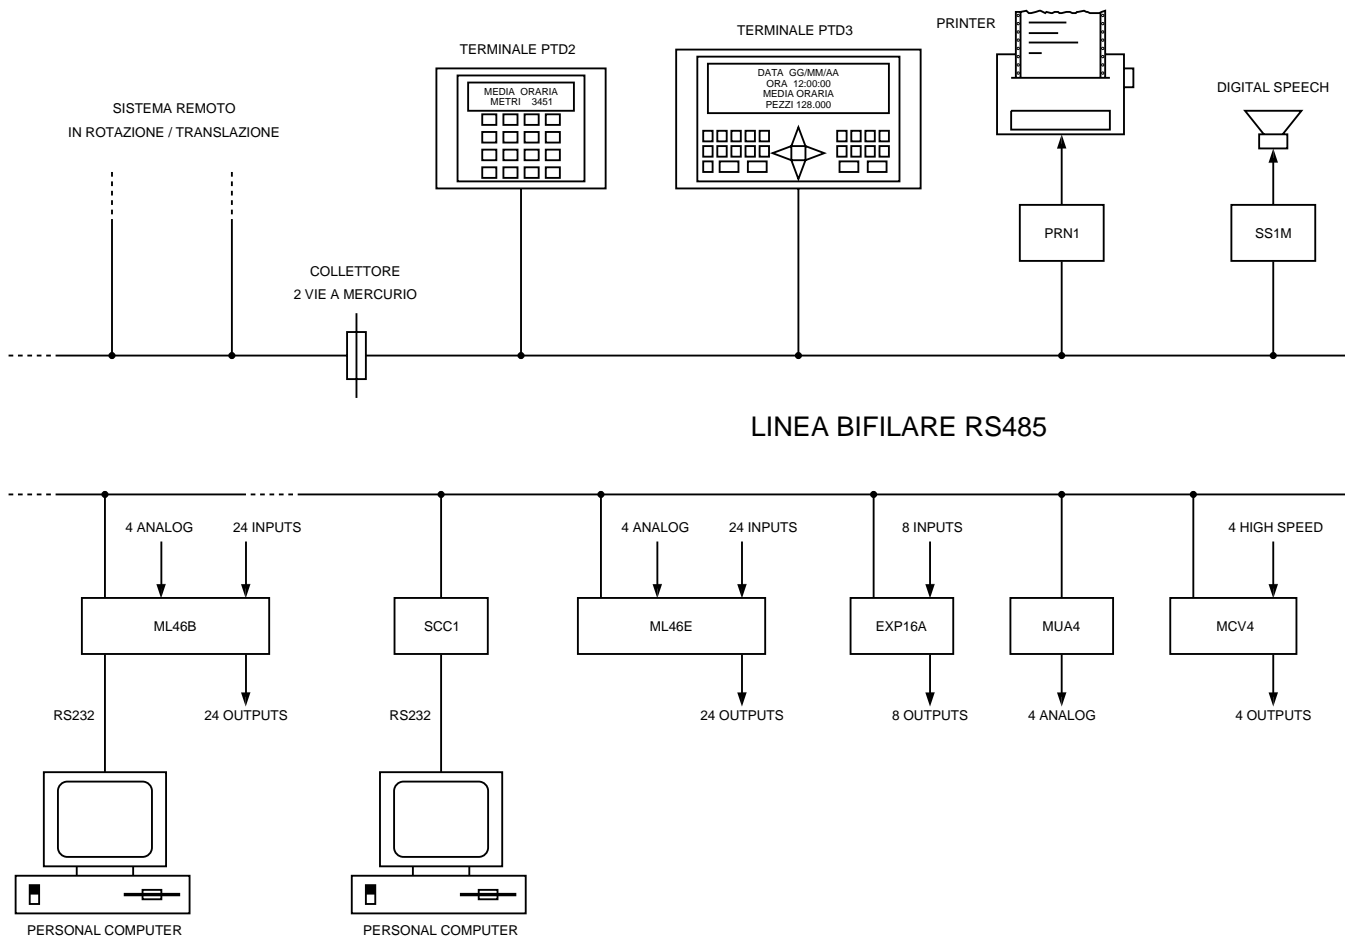 PRINTER
TERMINALE PTD3
TERMINALE PTD2
DATA GG/MM/AA
ORA 12:00:00
MEDIA ORARIA
PEZZI 128.000
MEDIA ORARIA
METRI 3451
DIGITAL SPEECH
SISTEMA REMOTO
IN ROTAZIONE / TRANSLAZIONE
PRN1
SS1M
COLLETTORE
2 VIE A MERCURIO
LINEA BIFILARE RS485
4 ANALOG
24 INPUTS
4 ANALOG
24 INPUTS
8 INPUTS
4 HIGH SPEED
ML46B
SCC1
ML46E
EXP16A
MUA4
MCV4
RS232
24 OUTPUTS
RS232
24 OUTPUTS
8 OUTPUTS
4 ANALOG
4 OUTPUTS
PERSONAL COMPUTER
PERSONAL COMPUTER